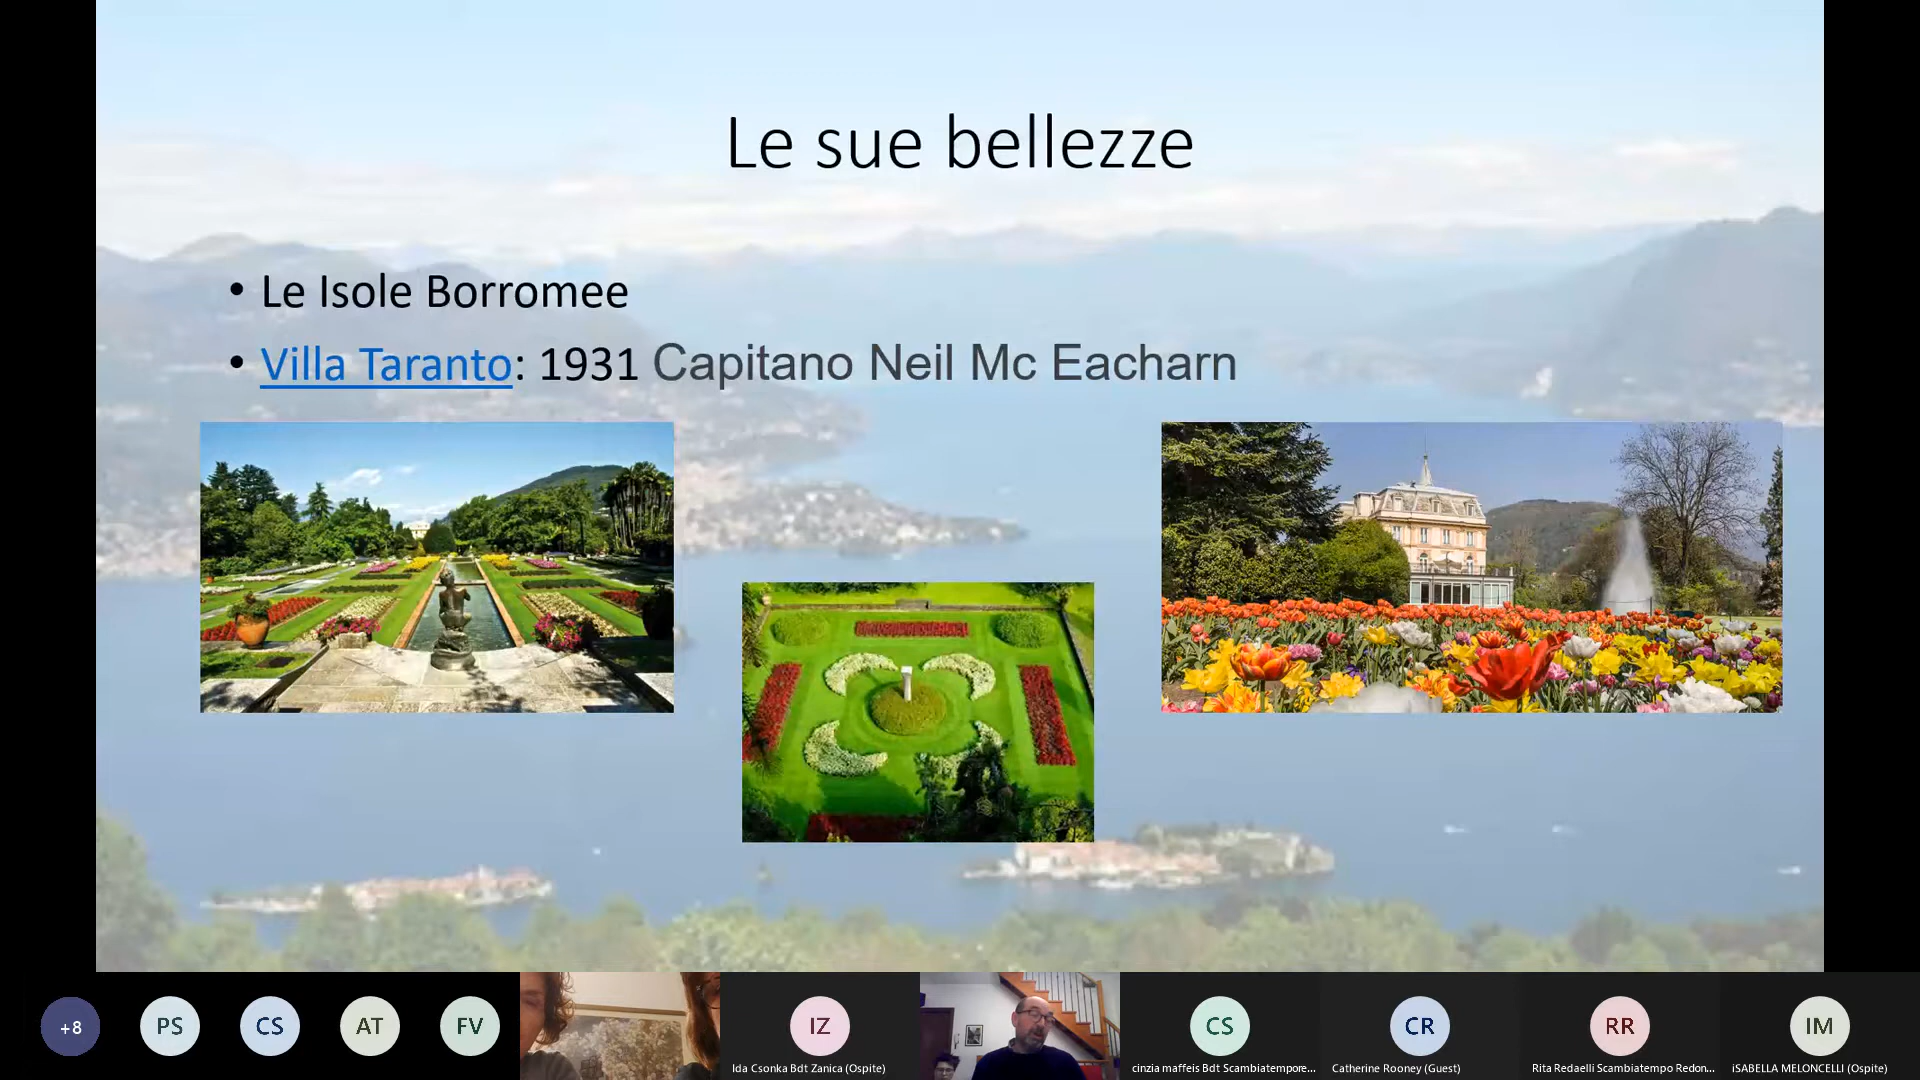 Le sue bellezze
• Le Isole Borromee
• Villa Taranto: 1931 Capitano Neil Mc Eacharn
+8
PS
CS
AT
FV
IZ
CS
CR
RR
IM
Ida Csonka Bdt Zanica (Ospite)
cinzia maffeis Bdt Scambiatempore...
Catherine Rooney (Guest)
Rita Redaelli Scambiatempo Redon...
iSABELLA MELONCELLI (Ospite)